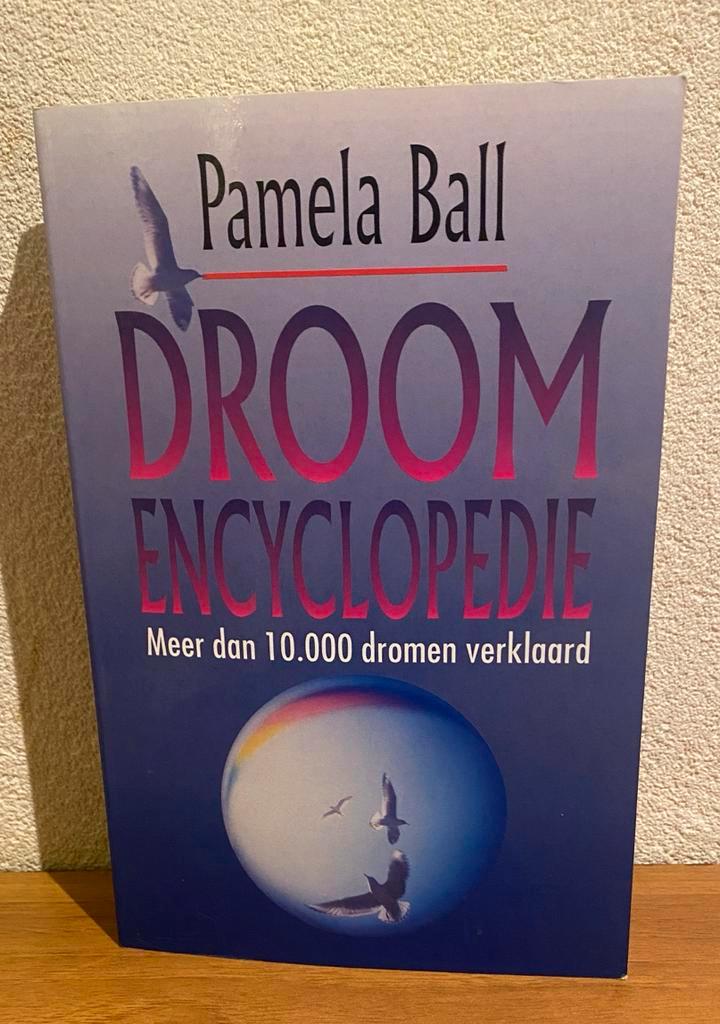 Pamela Ball
DROOM
ENCYCLOPEDIE
Meer dan 10.000 dromen verklaard